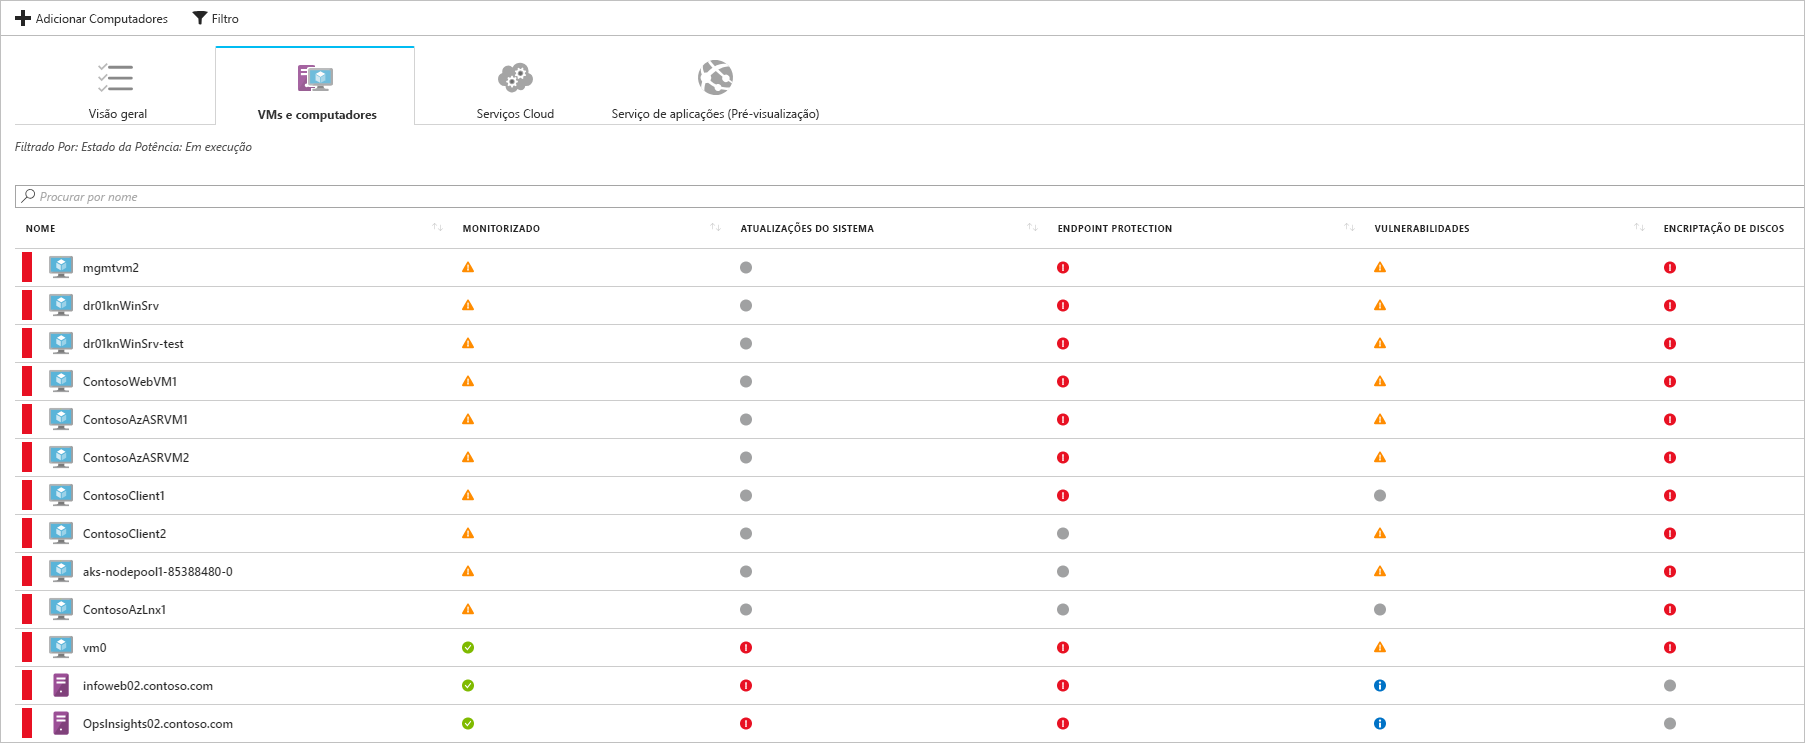 Adicionar Computadores Filtro
Visão geral VMs e computadores Serviços Cloud Serviço de aplicações (Pré-visualização)
Filtrado Por: Estado da Potência: Em execução
Procurar por nome
NOME MONITORIZADO ATUALIZAÇÕES DO SISTEMA ENDPOINT PROTECTION VULNERABILIDADES ENCRIPTAÇÃO DE DISCOS
mgmtvm2
dr01knWinSrv
dr01knWinSrv-test
ContosoWebVM1
ContosoAzASRVM1
ContosoAzASRVM2
ContosoClient1
ContosoClient2
aks-nodepool1-85388480-0
ContosoAzLnx1
vm0
infoweb02.contoso.com
OpsInsights02.contoso.com